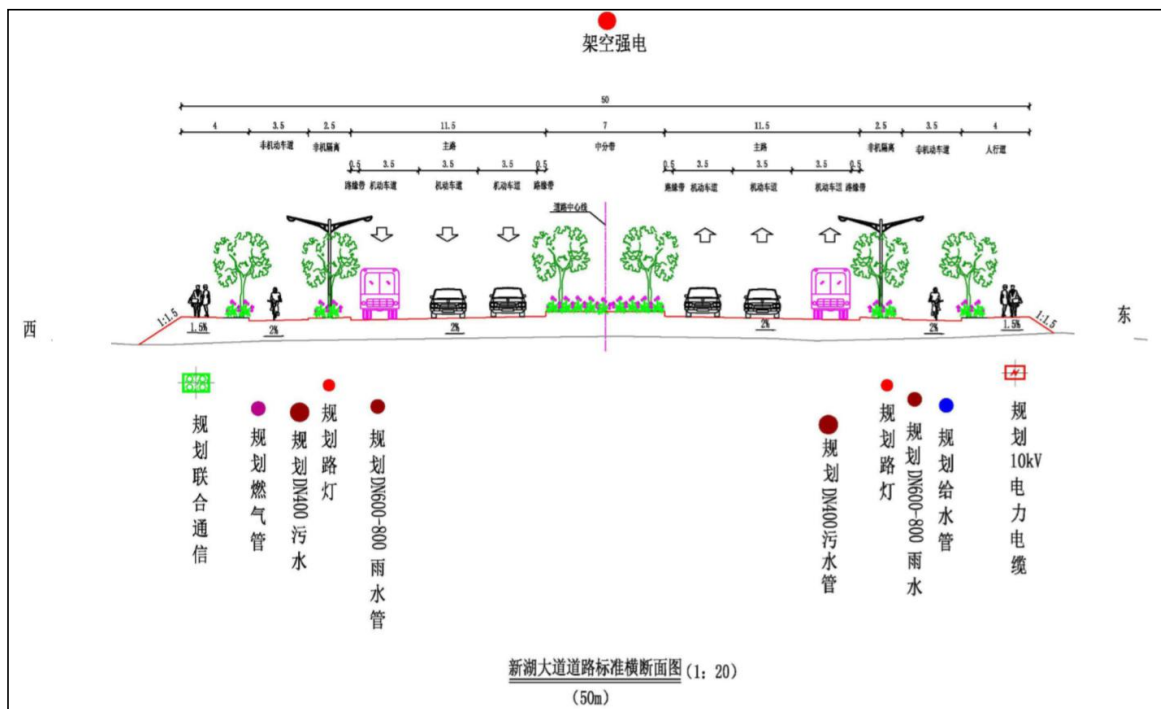 架空强电
50
4 3.5 2.5 11.5 7 11.5 2.5 3.5 4
非机动车道 非机隔离 主路 中分带 主路 非机隔离 非机动车道 人行道
0.5 3.5 3.5 3.5 0.5 0.5 3.5 3.5 3.5 0.5
路缘带 机动车道 机动车道 机动车道 路缘带 路缘带 机动车道 机动车道 机动车道 路缘带
道路中心线
西 1:1.5 1.5% 2% 2% 2% 2% 1.5% 1:1.5 东
规划联合通信
规划燃气管
规划DN400污水
规划路灯
规划DN600-800雨水管
规划DN400污水管
规划路灯
规划DN600-800雨水
规划给水管
规划10kV电力电缆
新湖大道道路标准横断面图(1: 20)
(50m)